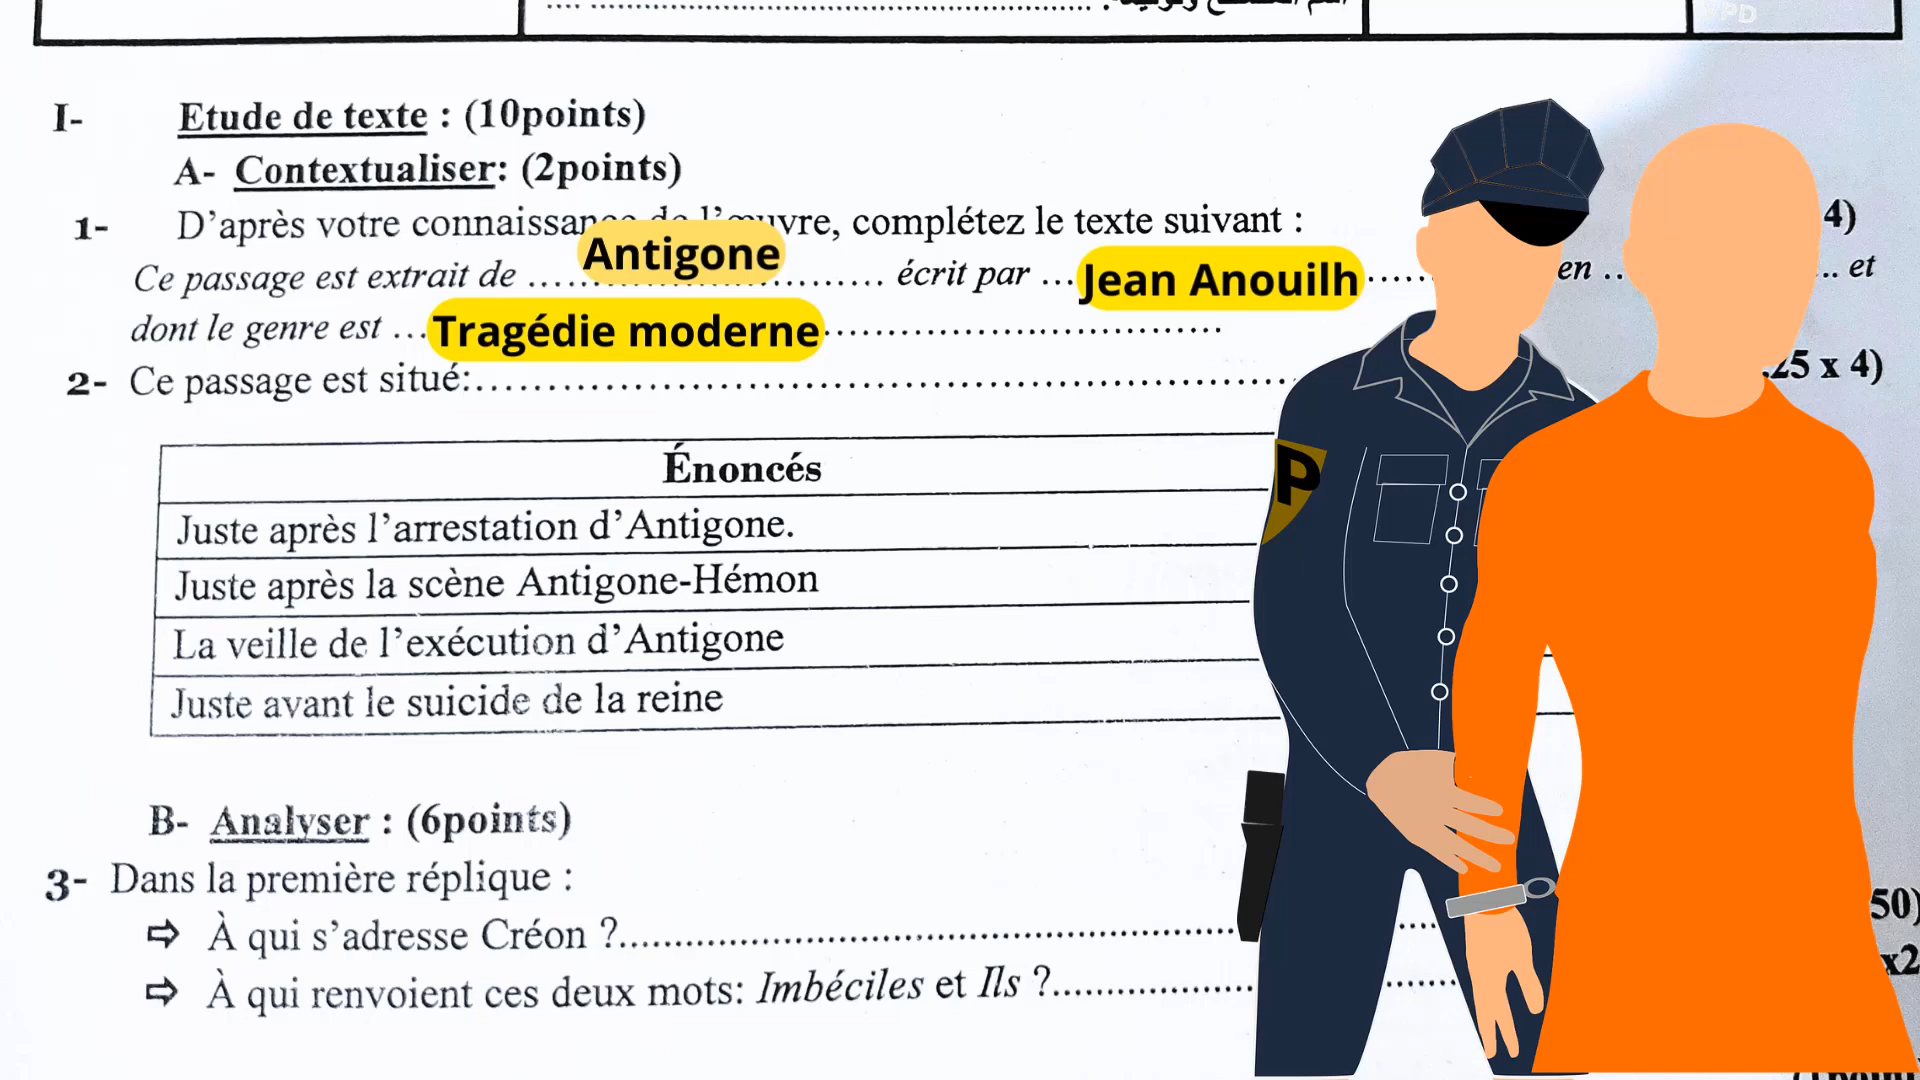 I- Etude de texte : (10points)
A- Contextualiser: (2points)
1- D'après votre connaissance de l'œuvre, complétez le texte suivant : 4)
Antigone
Ce passage est extrait de .............................. écrit par ... Jean Anouilh ...... en .. .. et
dont le genre est ... Tragédie moderne ..................................
2- Ce passage est situé:.......................................................... ,25 x 4)
Énoncés
Juste après l'arrestation d'Antigone.
Juste après la scène Antigone-Hémon
La veille de l'exécution d'Antigone
Juste avant le suicide de la reine
P
B- Analyser : (6points)
3- Dans la première réplique :
⇨ À qui s'adresse Créon ?.......................................................... 50)
⇨ À qui renvoient ces deux mots: Imbéciles et Ils ?.............................. x2